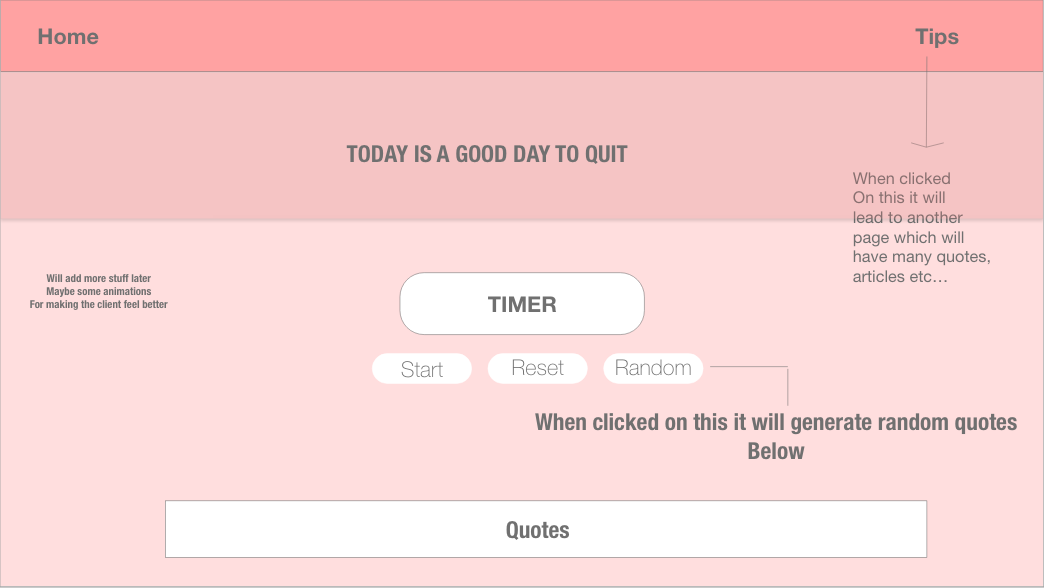 Home
Tips
TODAY IS A GOOD DAY TO QUIT
When clicked
On this it will
lead to another
page which will
have many quotes,
articles etc…
Will add more stuff later
Maybe some animations
For making the client feel better
TIMER
Start
Reset
Random
When clicked on this it will generate random quotes
Below
Quotes